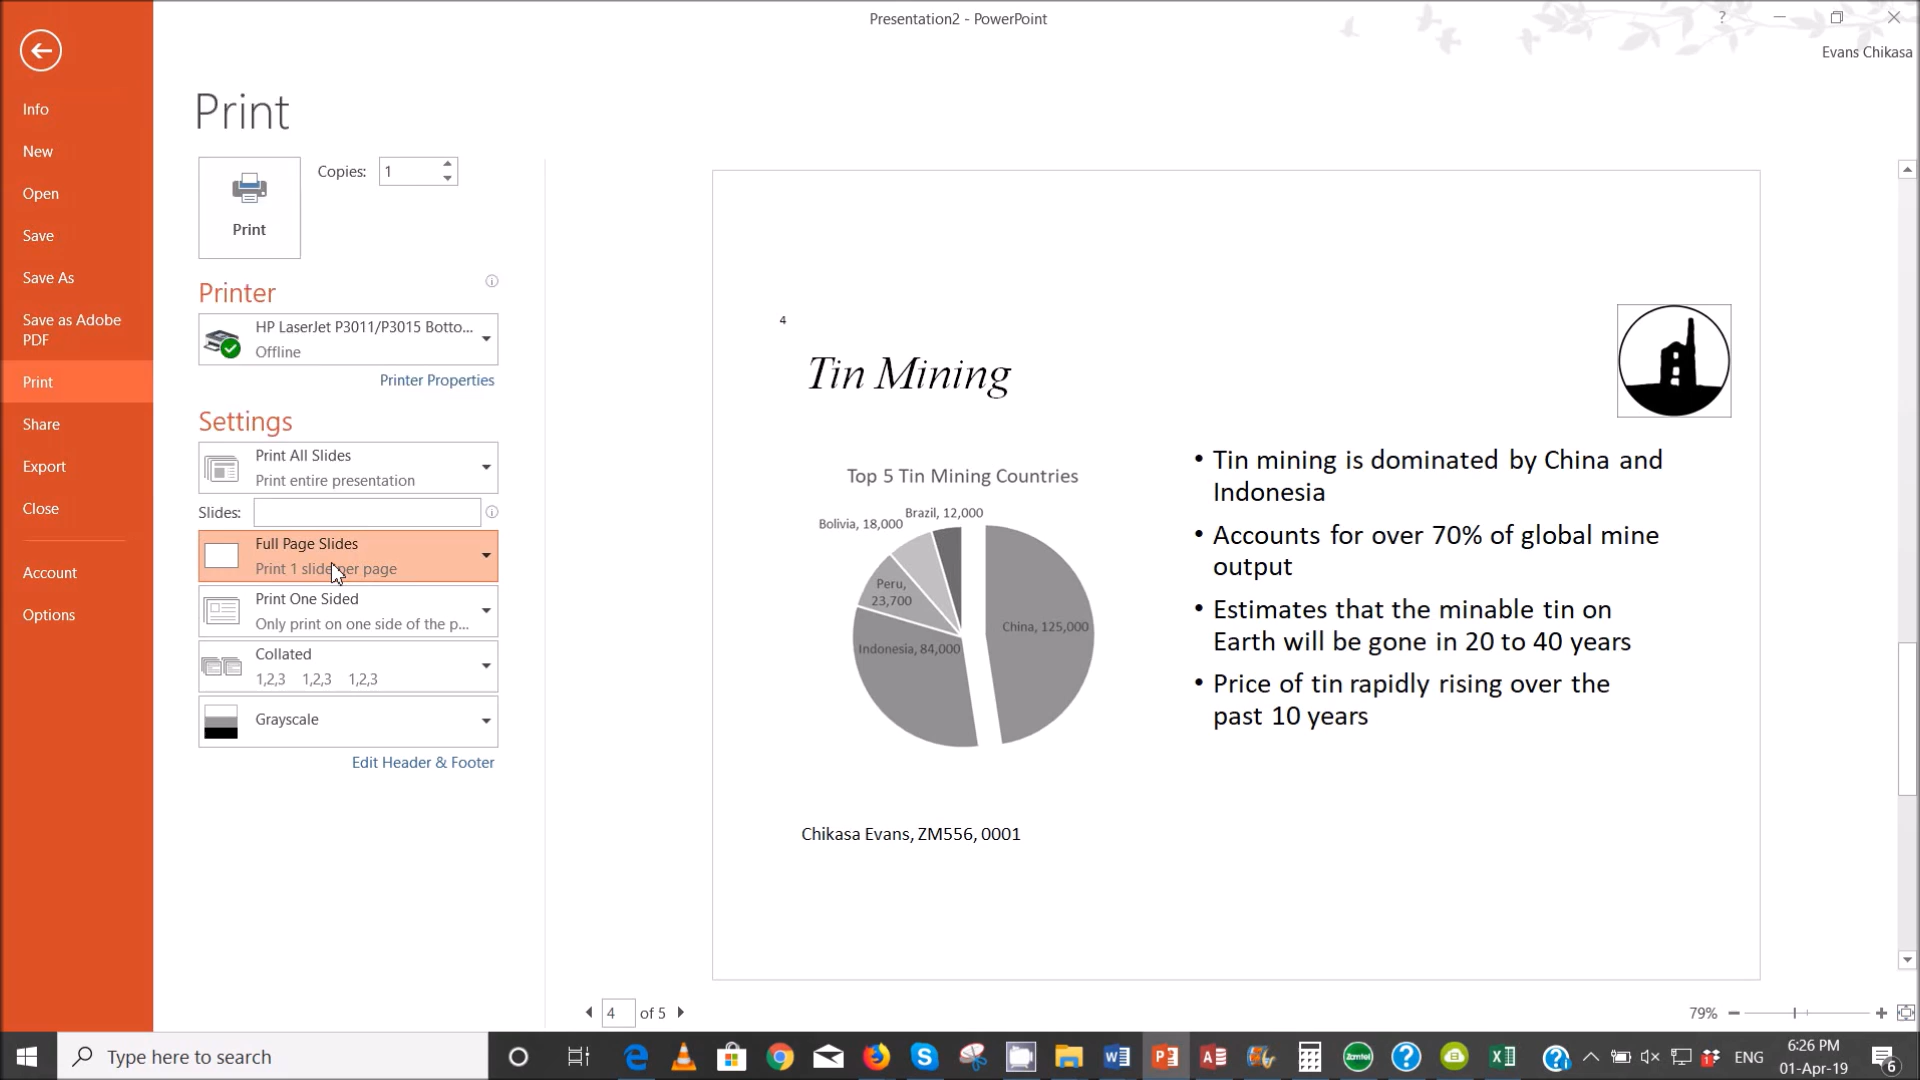 Presentation2 - PowerPoint
?
Evans Chikasa
Info
New
Open
Save
Save As
Save as Adobe
PDF
Print
Share
Export
Close
Account
Options
Print
Print
Copies:
1
Printer
HP LaserJet P3011/P3015 Botto...
Offline
Printer Properties
Settings
Print All Slides
Print entire presentation
Slides:
Full Page Slides
Print 1 slide per page
Print One Sided
Only print on one side of the p...
Collated
1,2,3 1,2,3 1,2,3
Grayscale
Edit Header & Footer
4
Tin Mining
Top 5 Tin Mining Countries
Brazil, 12,000
Bolivia, 18,000
Peru,
23,700
China, 125,000
Indonesia, 84,000
• Tin mining is dominated by China and
Indonesia
• Accounts for over 70% of global mine
output
• Estimates that the minable tin on
Earth will be gone in 20 to 40 years
• Price of tin rapidly rising over the
past 10 years
Chikasa Evans, ZM556, 0001
4 of 5
79%
Type here to search
Zamtel
ENG
6:26 PM
01-Apr-19
6